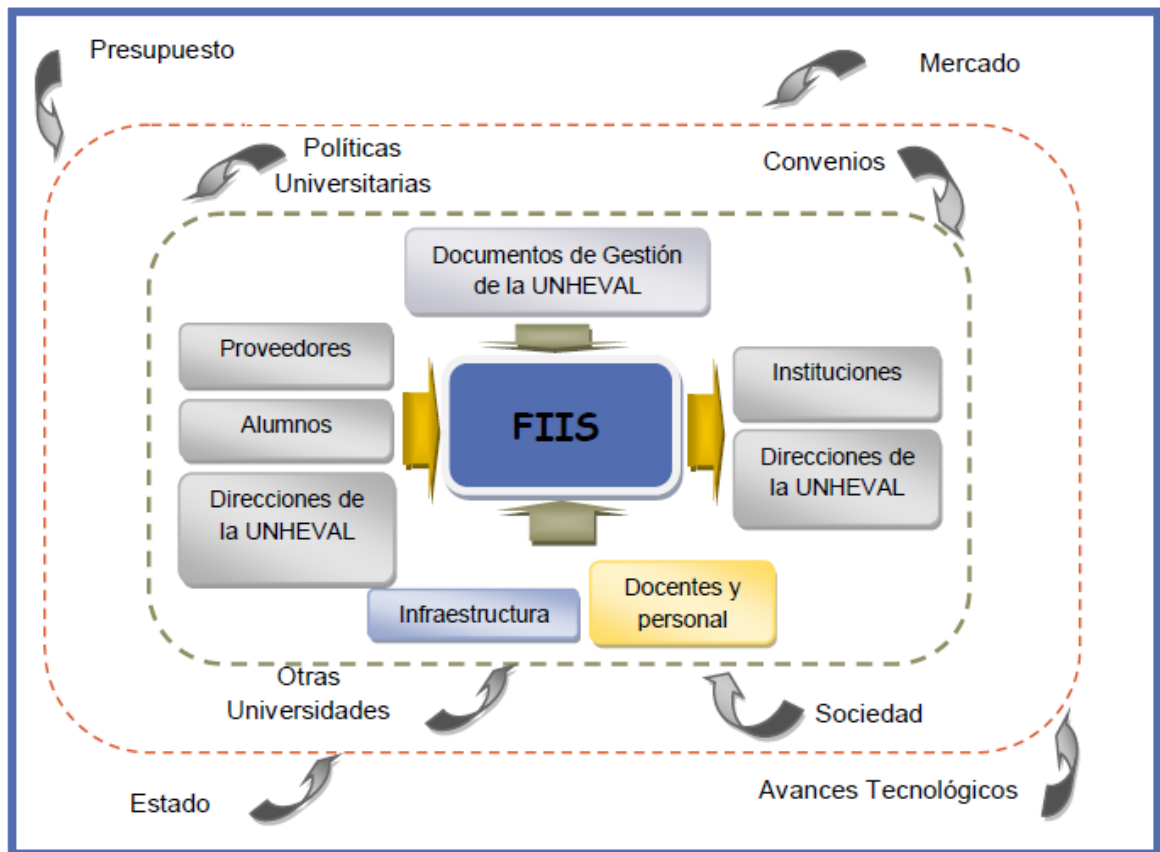 Presupuesto
Mercado
Políticas
Universitarias
Convenios
Documentos de Gestión
de la UNHEVAL
Proveedores
Alumnos
Direcciones de
la UNHEVAL
FIIS
Instituciones
Direcciones de
la UNHEVAL
Infraestructura
Docentes y
personal
Otras
Universidades
Sociedad
Estado
Avances Tecnológicos